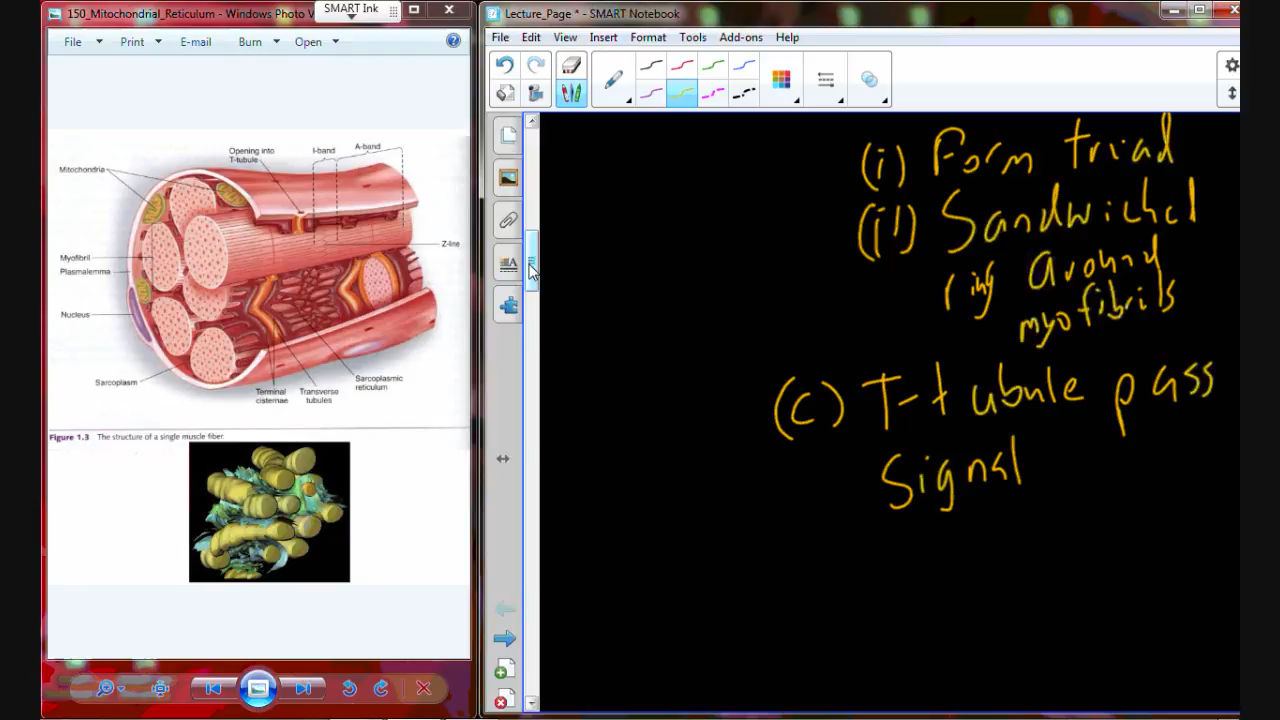 150_Mitochondrial_Reticulum - Windows Photo V
SMART Ink
File Print E-mail Burn Open
Opening into
T-tubule
I-band
A-band
Mitochondria
Z-line
Myofibril
Plasmalemma
Nucleus
Sarcoplasm
Terminal
cisternae
Transverse
tubules
Sarcoplasmic
reticulum
Figure 1.3 The structure of a single muscle fiber.
Lecture_Page * - SMART Notebook
File Edit View Insert Format Tools Add-ons Help
(i) Form triad
(ii) Sandwiched
ring around
myofibrils
(c) T-tubule pass
signal